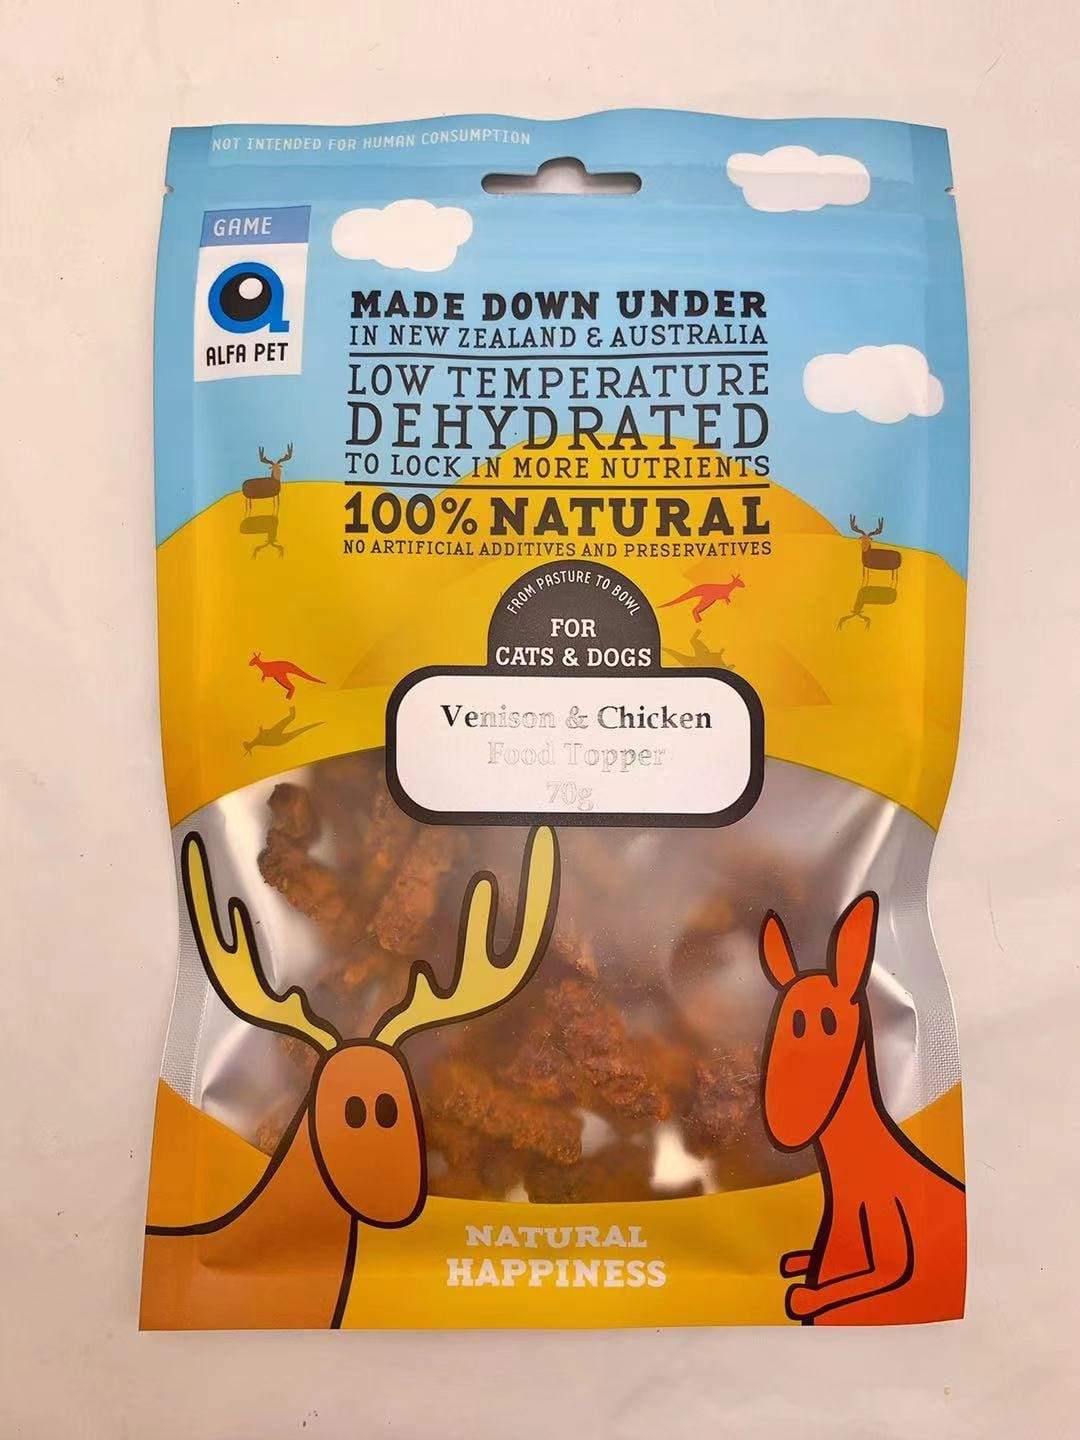 NOT INTENDED FOR HUMAN CONSUMPTION
GAME
ALFA PET
MADE DOWN UNDER
IN NEW ZEALAND & AUSTRALIA
LOW TEMPERATURE
DEHYDRATED
TO LOCK IN MORE NUTRIENTS
100% NATURAL
NO ARTIFICIAL ADDITIVES AND PRESERVATIVES
FROM PASTURE TO BOWL
FOR
CATS & DOGS
Venison & Chicken
Food Topper
70g
NATURAL
HAPPINESS